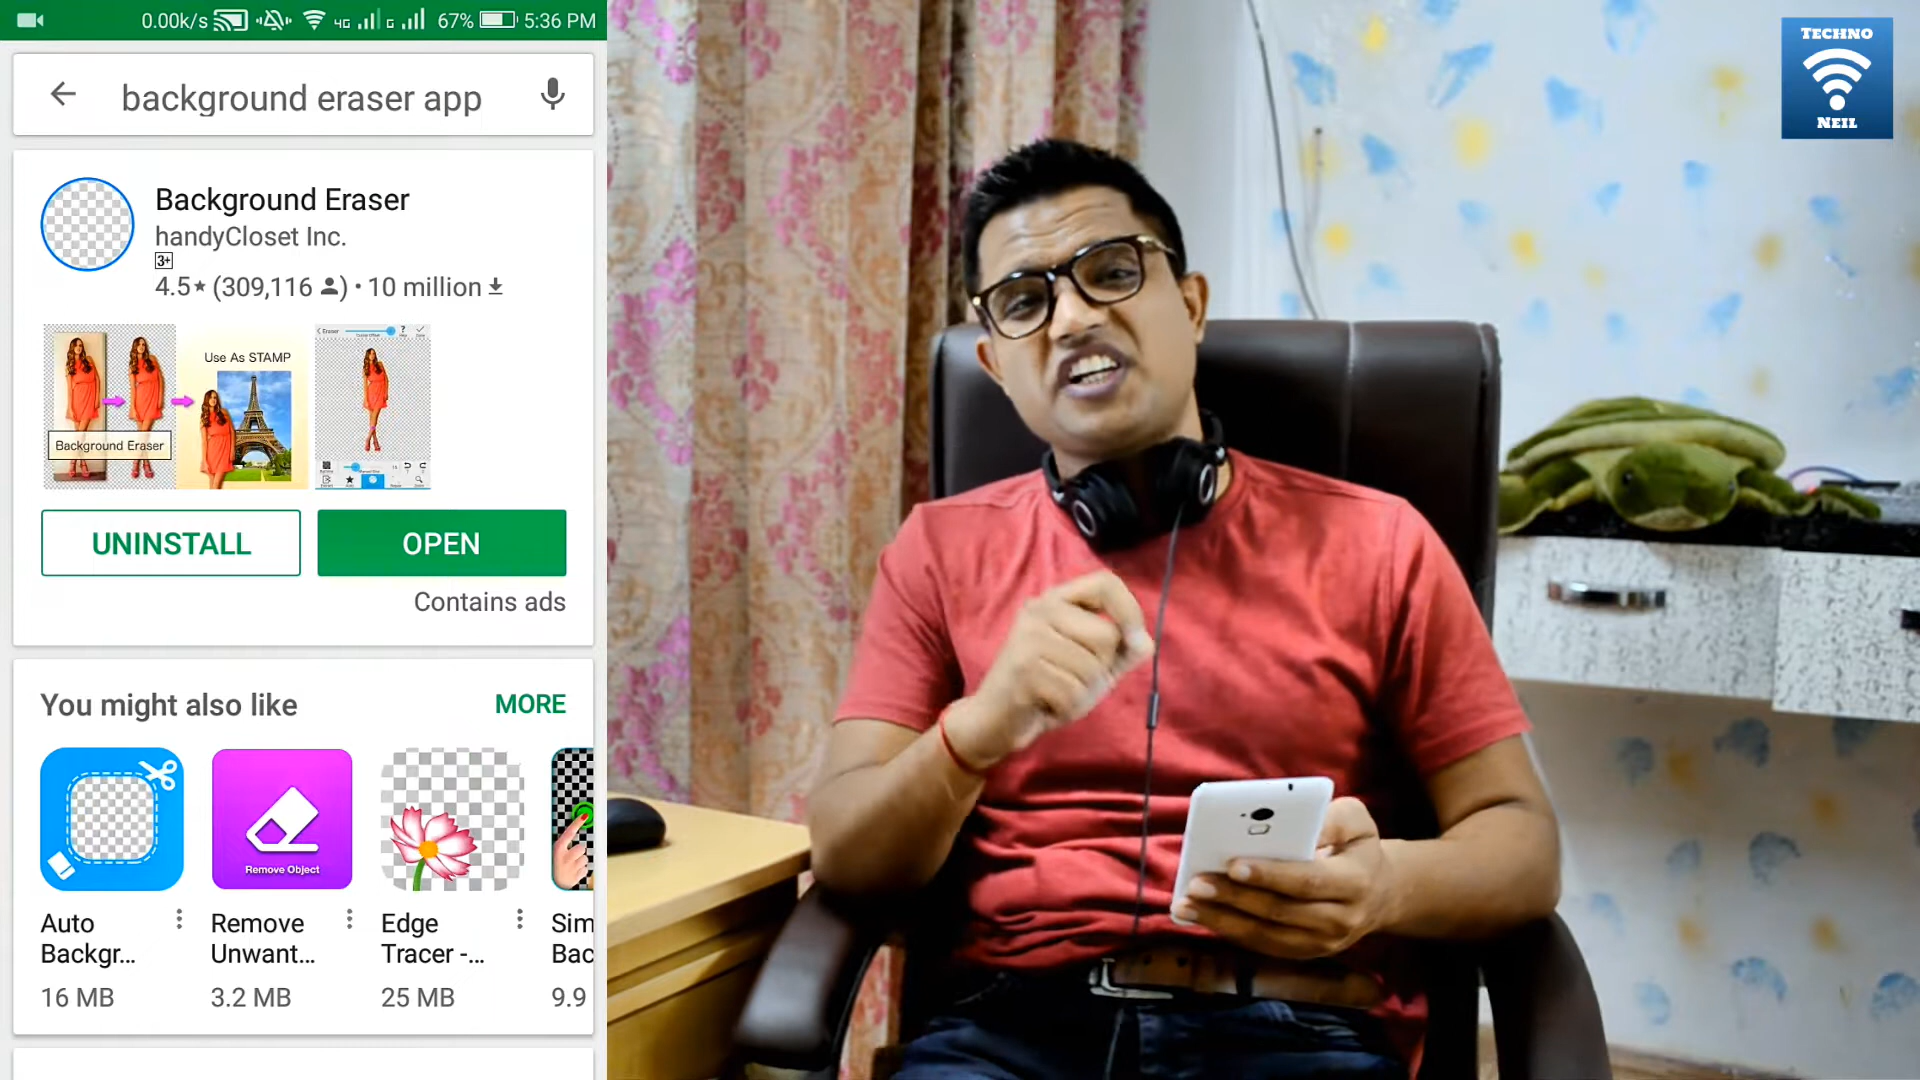 0.00k/s 4G G 67% 5:36 PM
background eraser app
Background Eraser
handyCloset Inc.
3+
4.5★ (309,116) • 10 million
Use As STAMP
Background Eraser
Eraser
UNINSTALL
OPEN
Contains ads
You might also like
MORE
Remove Object
Auto Backgr...
16 MB
Remove Unwant...
3.2 MB
Edge Tracer -...
25 MB
Sim
Bac
9.9
TECHNO
NEIL